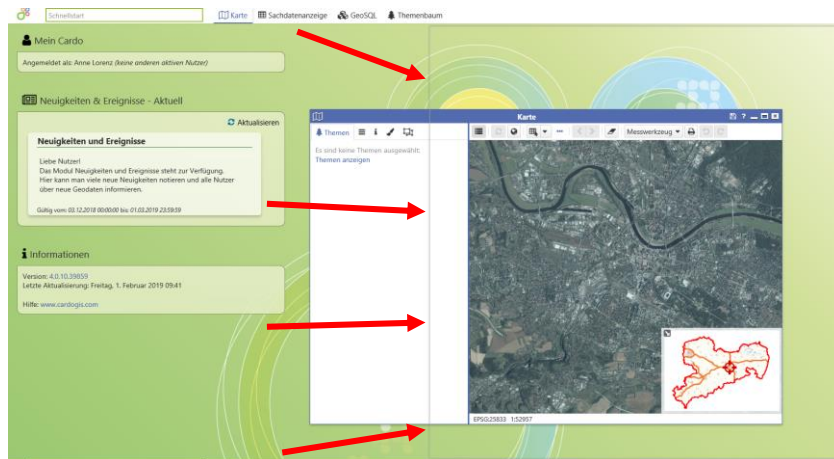 Schnellstart
Karte
Sachdatenanzeige
GeoSQL
Themenbaum
Mein Cardo
Angemeldet als: Anne Lorenz (keine anderen aktiven Nutzer)
Neuigkeiten & Ereignisse - Aktuell
Aktualisieren
Neuigkeiten und Ereignisse
Liebe Nutzer!
Das Modul Neuigkeiten und Ereignisse steht zur Verfügung.
Hier kann man viele neue Neuigkeiten notieren und alle Nutzer
über neue Geodaten informieren.
Gültig vom: 03.12.2018 00:00:00 bis: 01.03.2019 23:59:59
Informationen
Version: 4.0.10.39859
Letzte Aktualisierung: Freitag, 1. Februar 2019 09:41
Hilfe: www.cardogis.com
Karte
Themen
Messwerkzeug
Es sind keine Themen ausgewählt.
Themen anzeigen
EPSG:25833 1:52957